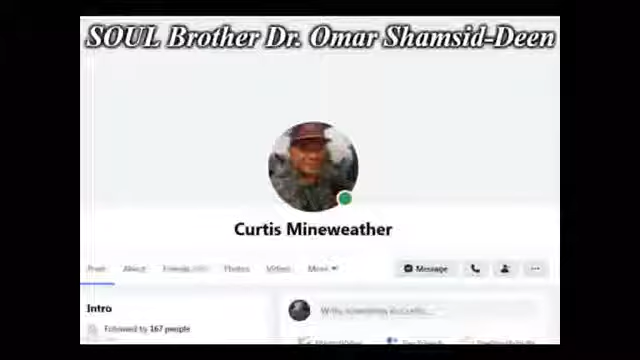 SOUL Brother Dr. Omar Shamsid-Deen
Curtis Mineweather
Posts About Friends Photos Videos More Message
Intro
Followed by 167 people